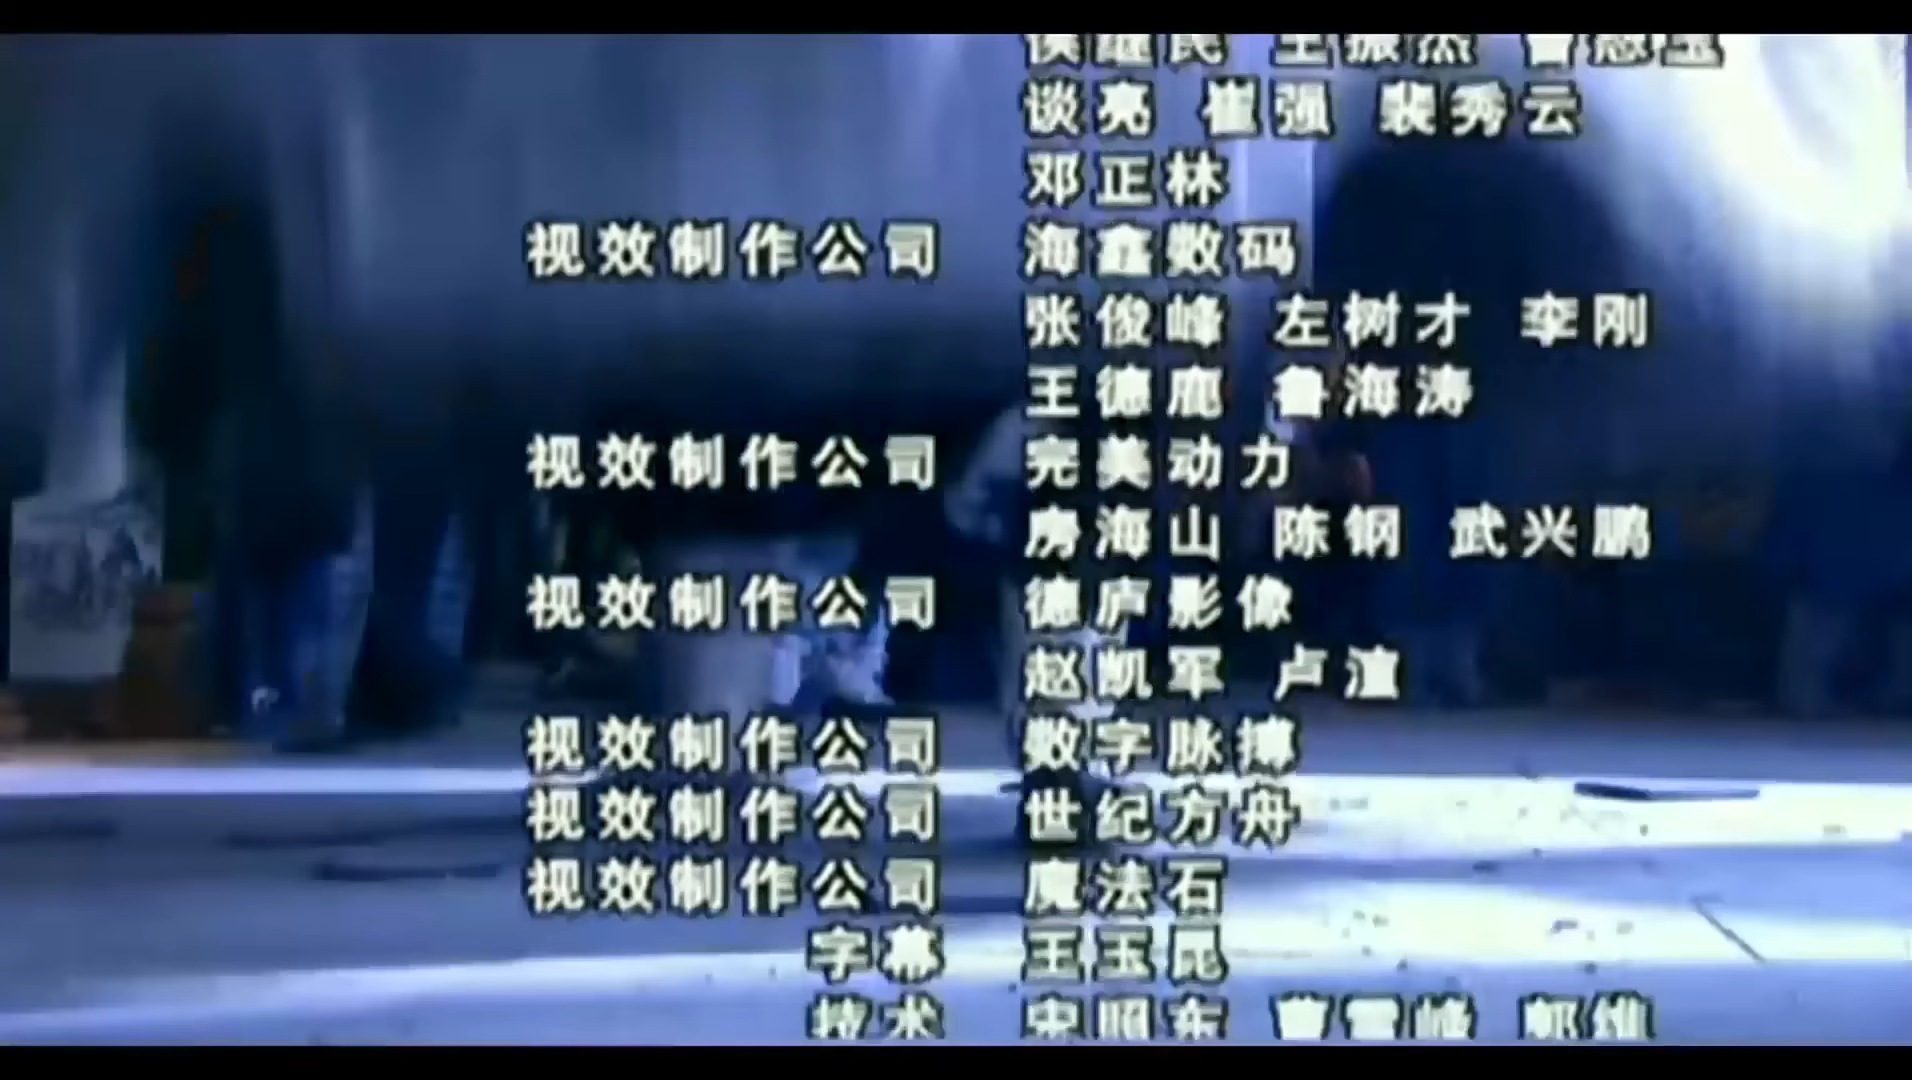 谈亮 崔强 裴秀云
邓正林
视效制作公司 海鑫数码
张俊峰 左树才 李刚
王德鹿 鲁海涛
视效制作公司 完美动力
房海山 陈钢 武兴鹏
视效制作公司 德庐影像
赵凯军 卢澶
视效制作公司 数字脉搏
视效制作公司 世纪方舟
视效制作公司 魔法石
字幕 王玉昆
技术